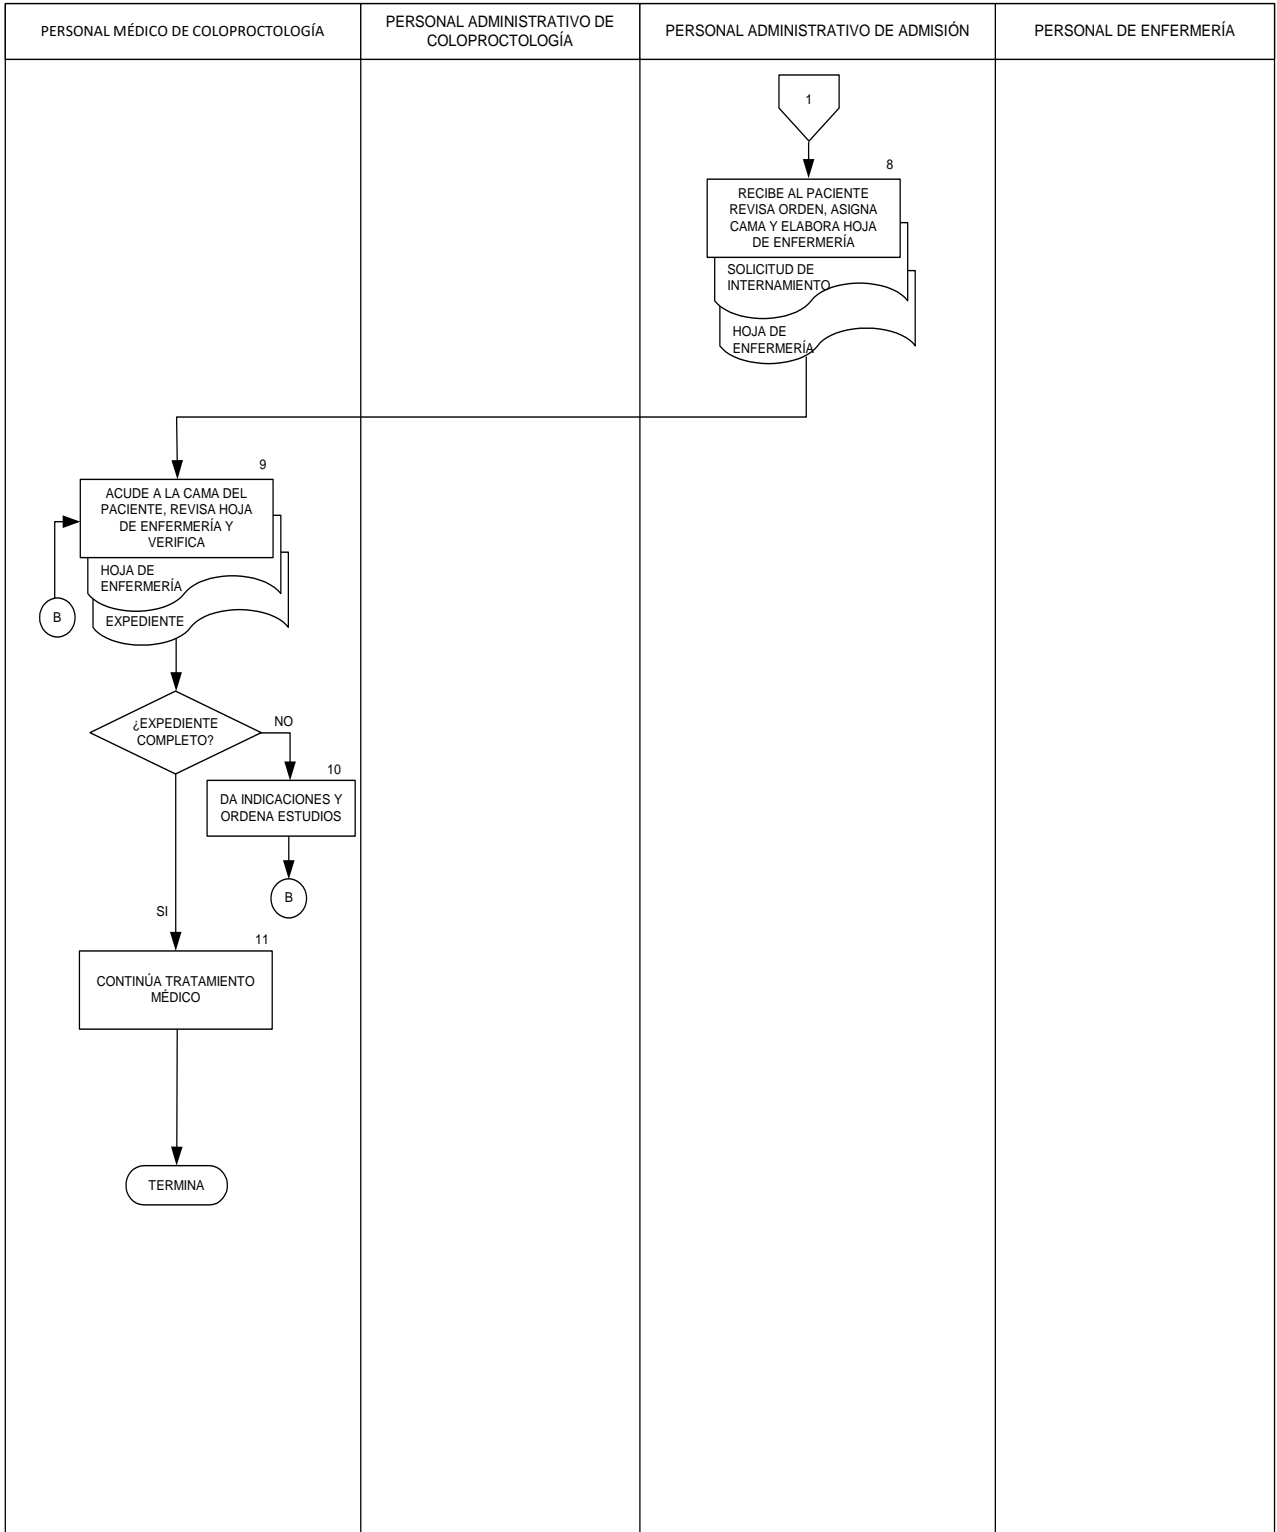 PERSONAL MÉDICO DE COLOPROCTOLOGÍA
PERSONAL ADMINISTRATIVO DE
COLOPROCTOLOGÍA
PERSONAL ADMINISTRATIVO DE ADMISIÓN
PERSONAL DE ENFERMERÍA
1
8
RECIBE AL PACIENTE
REVISA ORDEN, ASIGNA
CAMA Y ELABORA HOJA
DE ENFERMERÍA
SOLICITUD DE
INTERNAMIENTO
HOJA DE
ENFERMERÍA
9
ACUDE A LA CAMA DEL
PACIENTE, REVISA HOJA
DE ENFERMERÍA Y
VERIFICA
HOJA DE
ENFERMERÍA
EXPEDIENTE
B
¿EXPEDIENTE
COMPLETO?
NO
10
DA INDICACIONES Y
ORDENA ESTUDIOS
B
SI
11
CONTINÚA TRATAMIENTO
MÉDICO
TERMINA